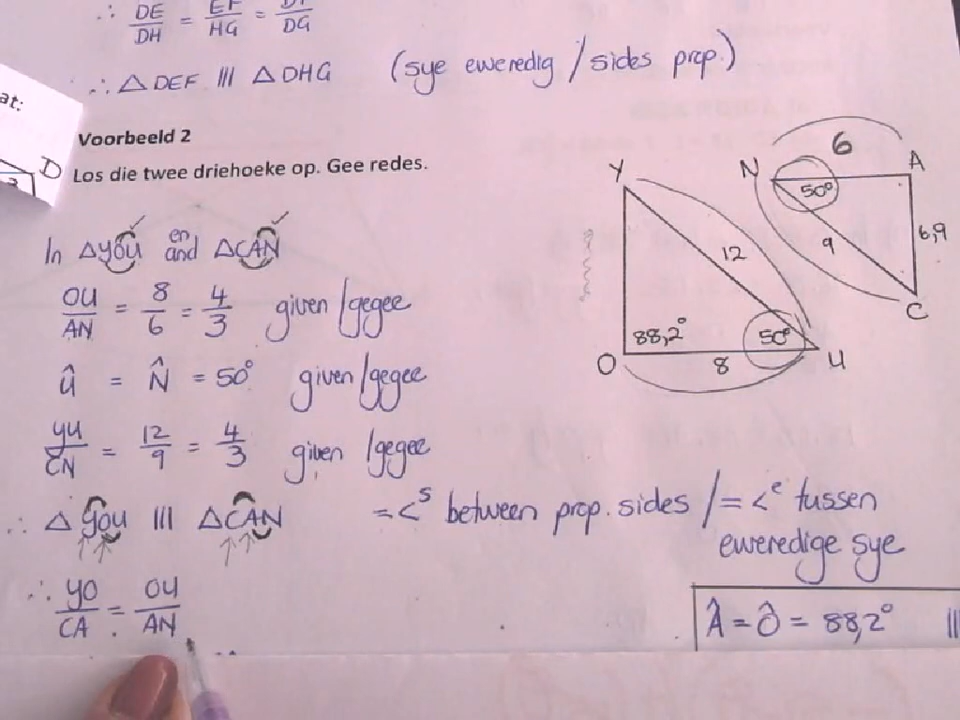 ∴ DE/DH = EF/HG = DF/DG
∴ △DEF ||| △DHG (sye eweredig / sides prop.)
at:
D
3
Voorbeeld 2
Los die twee driehoeke op. Gee redes.
In △YOU en and △CAN
OU/AN = 8/6 = 4/3 given/gegee
Û = N̂ = 50° given/gegee
YU/CN = 12/9 = 4/3 given/gegee
∴ △YOU ||| △CAN =<s between prop. sides / =<e tussen
eweredige sye
∴ YO/CA = OU/AN
Â = Ô = 88,2° |||
Y
12
88,2°
50°
O
8
U
6
N
A
50°
9
6,9
C